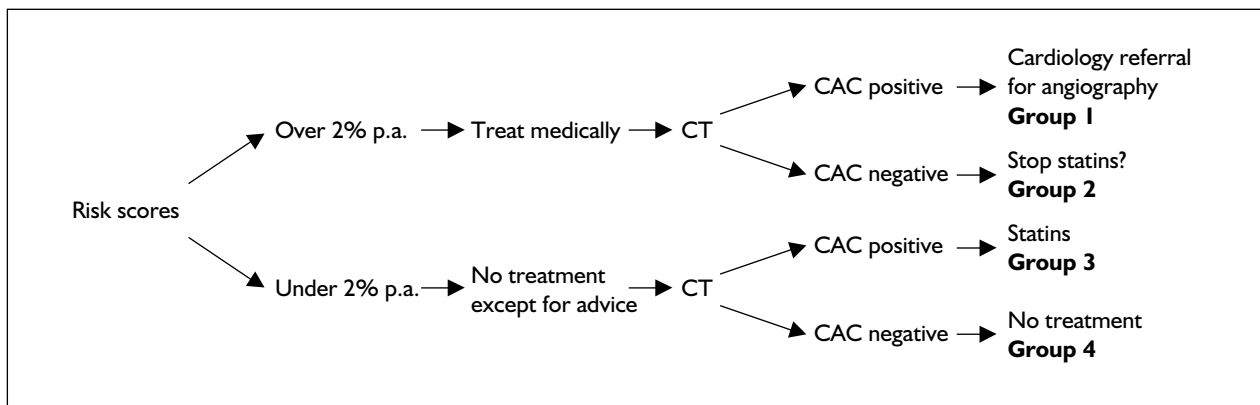 Risk scores
Over 2% p.a.
Treat medically
CT
CAC positive
Cardiology referral
for angiography
Group 1
CAC negative
Stop statins?
Group 2
Under 2% p.a.
No treatment
except for advice
CT
CAC positive
Statins
Group 3
CAC negative
No treatment
Group 4